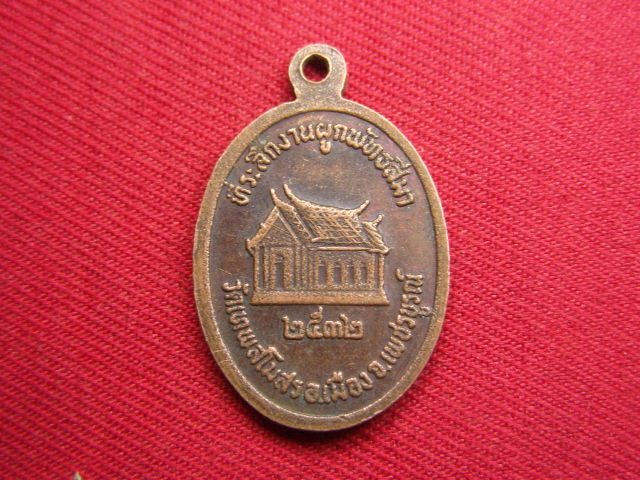 ที่ระลึกงานผูกพัทธสีมา
๒๕๓๒
วัดเทพสโมสร อ.เมือง จ.เพชรบูรณ์